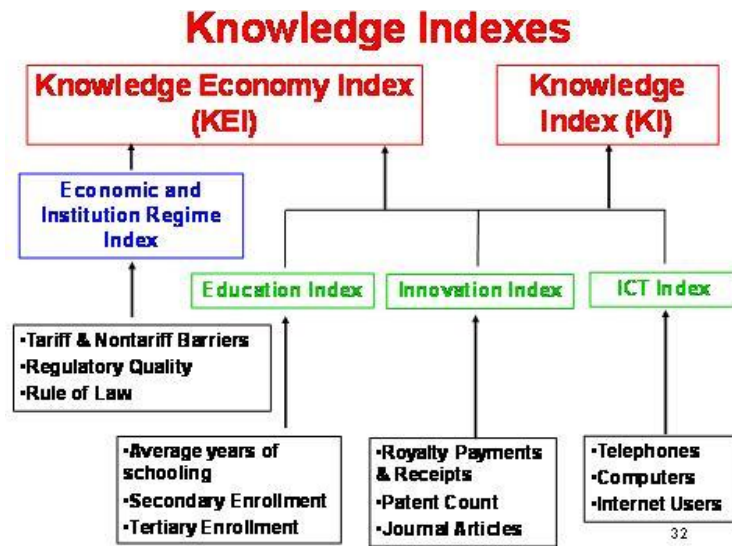 Knowledge Indexes
Knowledge Economy Index
(KEI)
Knowledge
Index (KI)
Economic and
Institution Regime
Index
Education Index
Innovation Index
ICT Index
•Tariff & Nontariff Barriers
•Regulatory Quality
•Rule of Law
•Average years of
schooling
•Secondary Enrollment
•Tertiary Enrollment
•Royalty Payments
& Receipts
•Patent Count
•Journal Articles
•Telephones
•Computers
•Internet Users
32